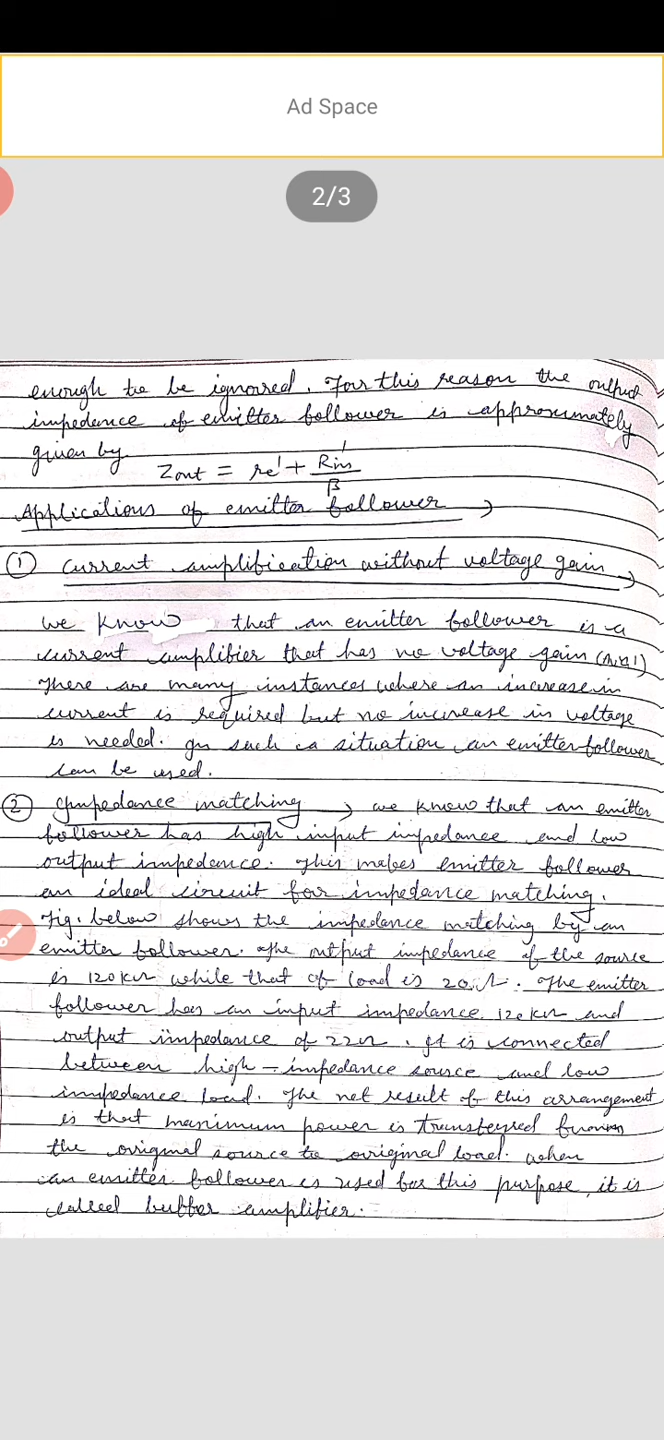 Ad Space
2/3
enough to be ignored. For this reason the output
impedance of emitter follower is approximately
given by
Zout = re' + Rin' / β
Applications of emitter follower →
① Current amplification without voltage gain →
we know that an emitter follower is a
current amplifier that has no voltage gain (Av≈1)
There are many instances where an increase in
current is required but no increase in voltage
is needed. In such a situation an emitter follower
can be used.
② Impedance matching → we know that an emitter
follower has high input impedance and low
output impedance. This makes emitter follower
an ideal circuit for impedance matching.
Fig. below shows the impedance matching by an
emitter follower. The output impedance of the source
is 120KΩ while that of load is 20Ω. The emitter
follower has an input impedance 120KΩ and
output impedance of 22Ω. It is connected
between high-impedance source and low
impedance load. The net result of this arrangement
is that maximum power is transferred from
the original source to original load. when
an emitter follower is used for this purpose, it is
called buffer amplifier.